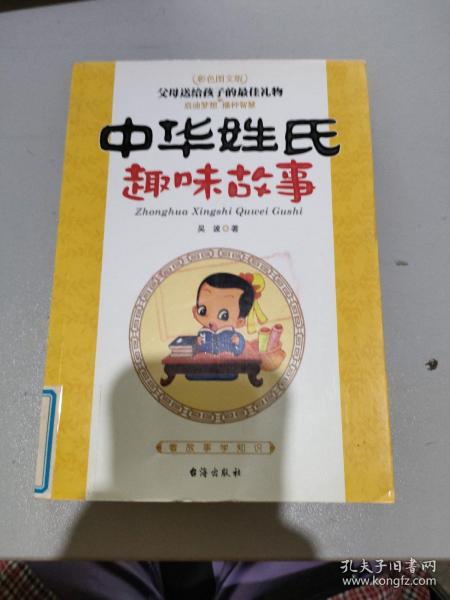 彩色图文版
父母送给孩子的最佳礼物
启迪梦想 播种智慧
中华姓氏
趣味故事
Zhonghua Xingshi Quwei Gushi
吴波◎著
看故事学知识
台海出版社
孔夫子旧书网
www.kongfz.com